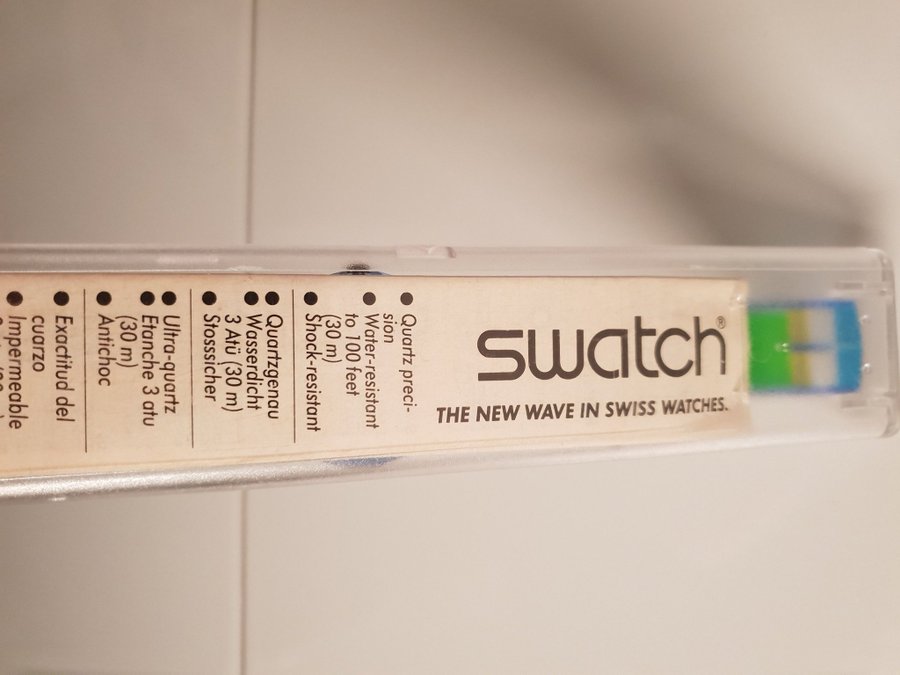 swatch®
THE NEW WAVE IN SWISS WATCHES.
• Quartz preci-
sion
• Water-resistant
to 100 feet
(30 m)
• Shock-resistant
• Quartzgenau
• Wasserdicht
3 Atü (30 m)
• Stosssicher
• Ultra-quartz
• Etanche 3 atu
(30 m)
• Antichoc
• Exactitud del
cuarzo
• Impermeable